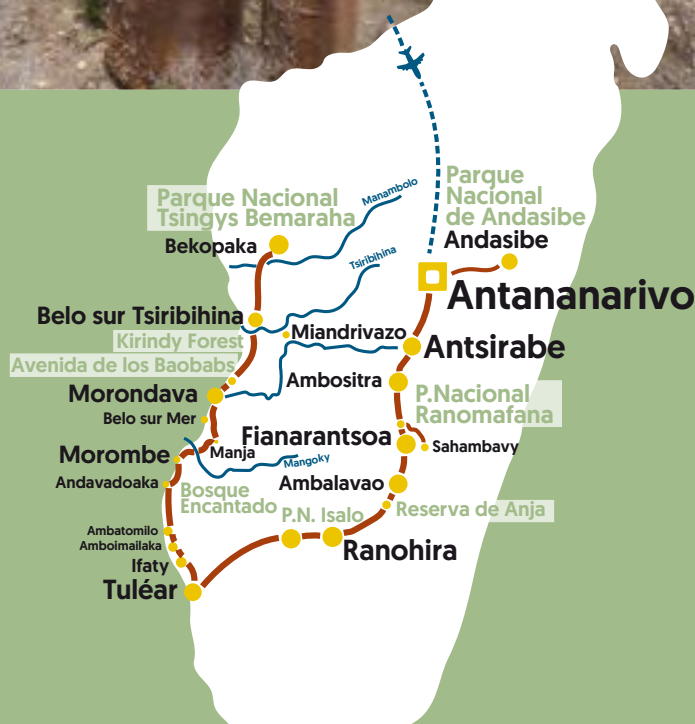 Parque Nacional
Tsingys Bemaraha
Manambolo
Parque
Nacional
de Andasibe
Bekopaka
Tsiribihina
Andasibe
Antananarivo
Belo sur Tsiribihina
Miandrivazo
Kirindy Forest
Antsirabe
Avenida de los Baobabs
Ambositra
Morondava
P.Nacional
Ranomafana
Belo sur Mer
Fianarantsoa
Sahambavy
Morombe
Manja
Mangoky
Andavadoaka
Bosque
Encantado
Ambalavao
Reserva de Anja
P.N. Isalo
Ambatomilo
Amboimailaka
Ranohira
Ifaty
Tuléar